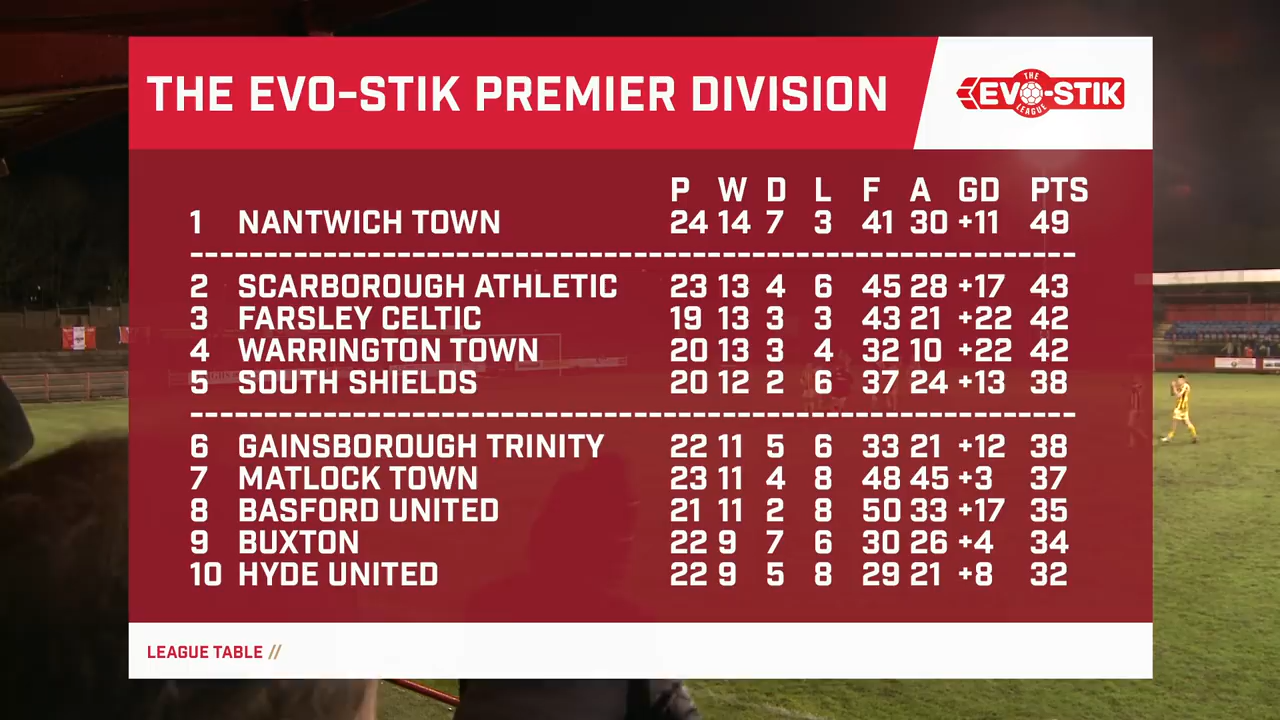 THE EVO-STIK PREMIER DIVISION
THE
EVO-STIK
LEAGUE
P W D L F A GD PTS
1 NANTWICH TOWN 24 14 7 3 41 30 +11 49
2 SCARBOROUGH ATHLETIC 23 13 4 6 45 28 +17 43
3 FARSLEY CELTIC 19 13 3 3 43 21 +22 42
4 WARRINGTON TOWN 20 13 3 4 32 10 +22 42
5 SOUTH SHIELDS 20 12 2 6 37 24 +13 38
6 GAINSBOROUGH TRINITY 22 11 5 6 33 21 +12 38
7 MATLOCK TOWN 23 11 4 8 48 45 +3 37
8 BASFORD UNITED 21 11 2 8 50 33 +17 35
9 BUXTON 22 9 7 6 30 26 +4 34
10 HYDE UNITED 22 9 5 8 29 21 +8 32
LEAGUE TABLE //